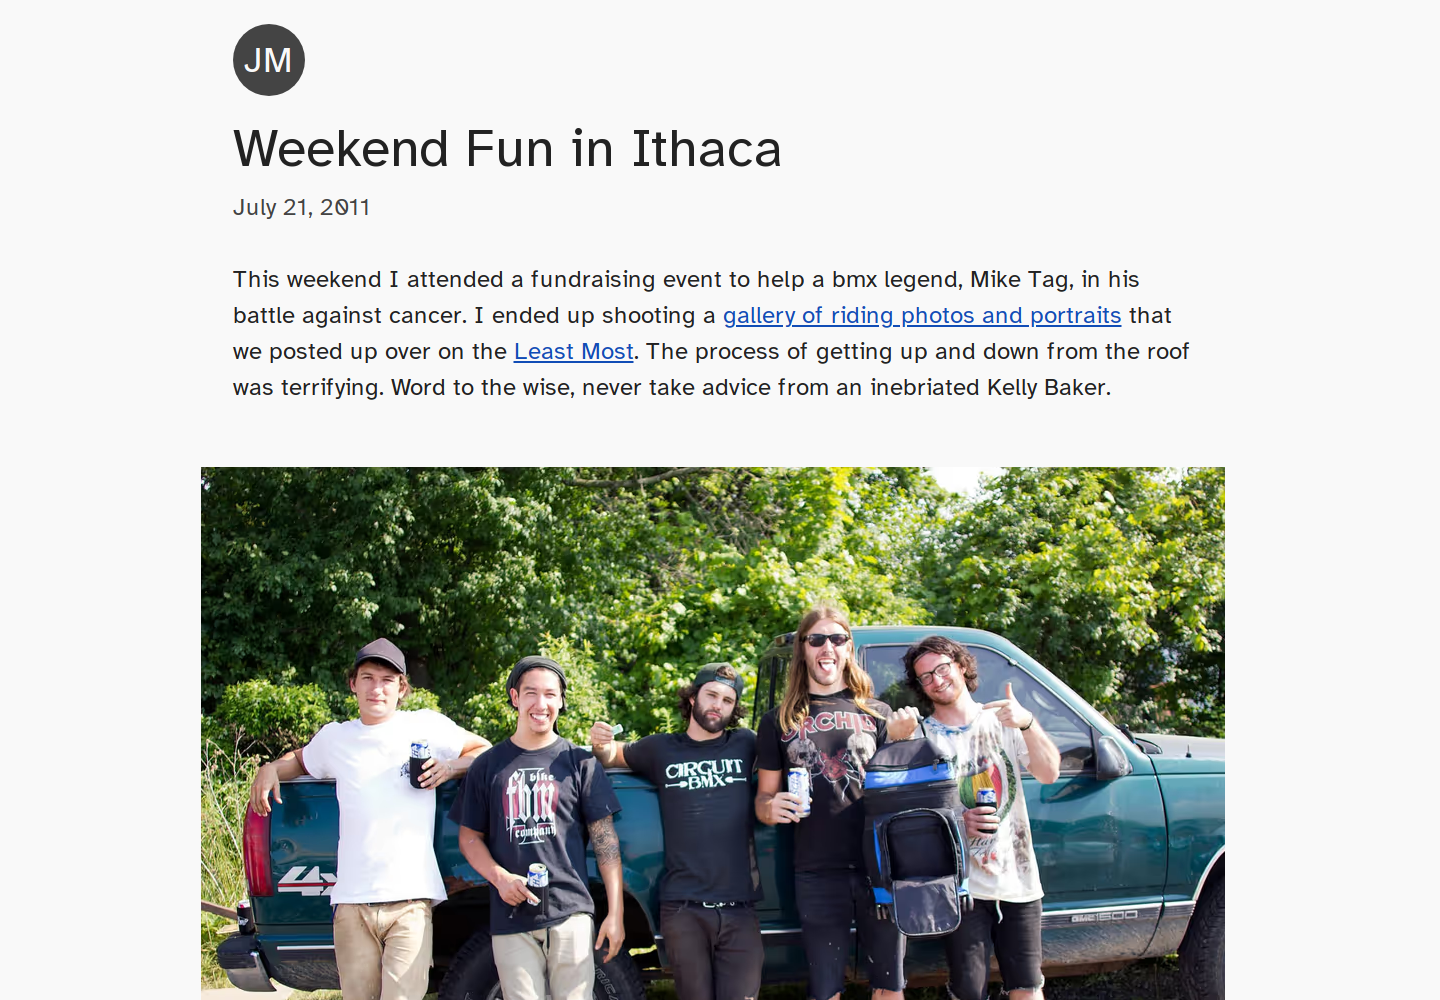 JM
Weekend Fun in Ithaca
July 21, 2011
This weekend I attended a fundraising event to help a bmx legend, Mike Tag, in his
battle against cancer. I ended up shooting a gallery of riding photos and portraits that
we posted up over on the Least Most. The process of getting up and down from the roof
was terrifying. Word to the wise, never take advice from an inebriated Kelly Baker.
ORCHID
CIRCUIT
BMX
bike
fbm
company
4x
GMC 1500